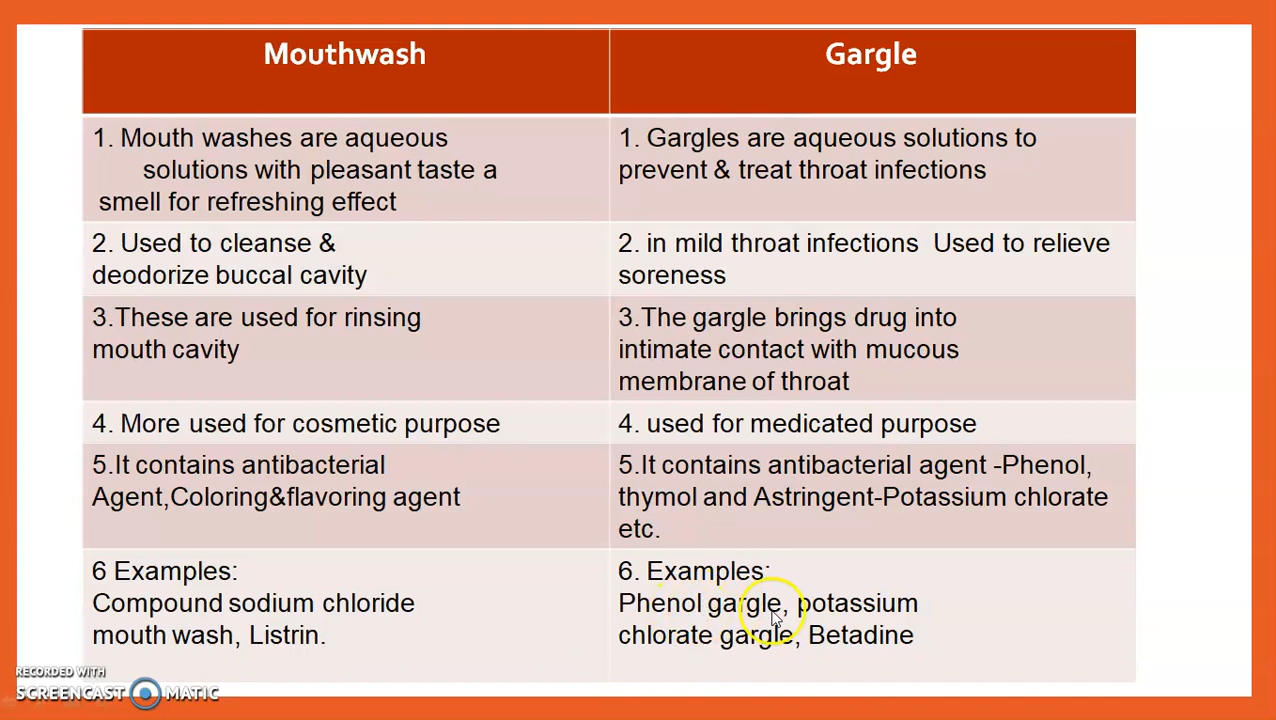 Mouthwash
Gargle
1. Mouth washes are aqueous
solutions with pleasant taste a
smell for refreshing effect
1. Gargles are aqueous solutions to
prevent & treat throat infections
2. Used to cleanse &
deodorize buccal cavity
2. in mild throat infections Used to relieve
soreness
3.These are used for rinsing
mouth cavity
3.The gargle brings drug into
intimate contact with mucous
membrane of throat
4. More used for cosmetic purpose
4. used for medicated purpose
5.It contains antibacterial
Agent,Coloring&flavoring agent
5.It contains antibacterial agent -Phenol,
thymol and Astringent-Potassium chlorate
etc.
6 Examples:
Compound sodium chloride
mouth wash, Listrin.
6. Examples:
Phenol gargle, potassium
chlorate gargle, Betadine
RECORDED WITH
SCREENCAST MATIC